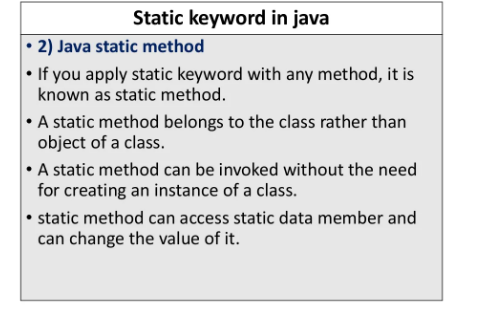 Static keyword in java
• 2) Java static method
• If you apply static keyword with any method, it is
known as static method.
• A static method belongs to the class rather than
object of a class.
• A static method can be invoked without the need
for creating an instance of a class.
• static method can access static data member and
can change the value of it.